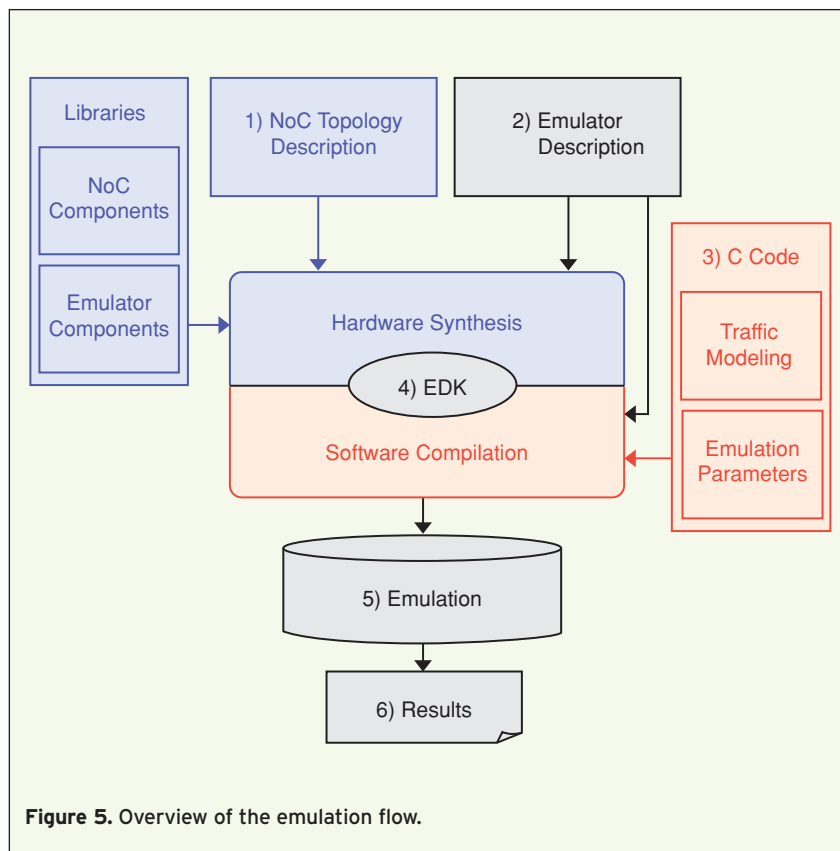 Libraries
NoC
Components
Emulator
Components
1) NoC Topology
Description
2) Emulator
Description
3) C Code
Traffic
Modeling
Emulation
Parameters
Hardware Synthesis
4) EDK
Software Compilation
5) Emulation
6) Results
Figure 5. Overview of the emulation flow.